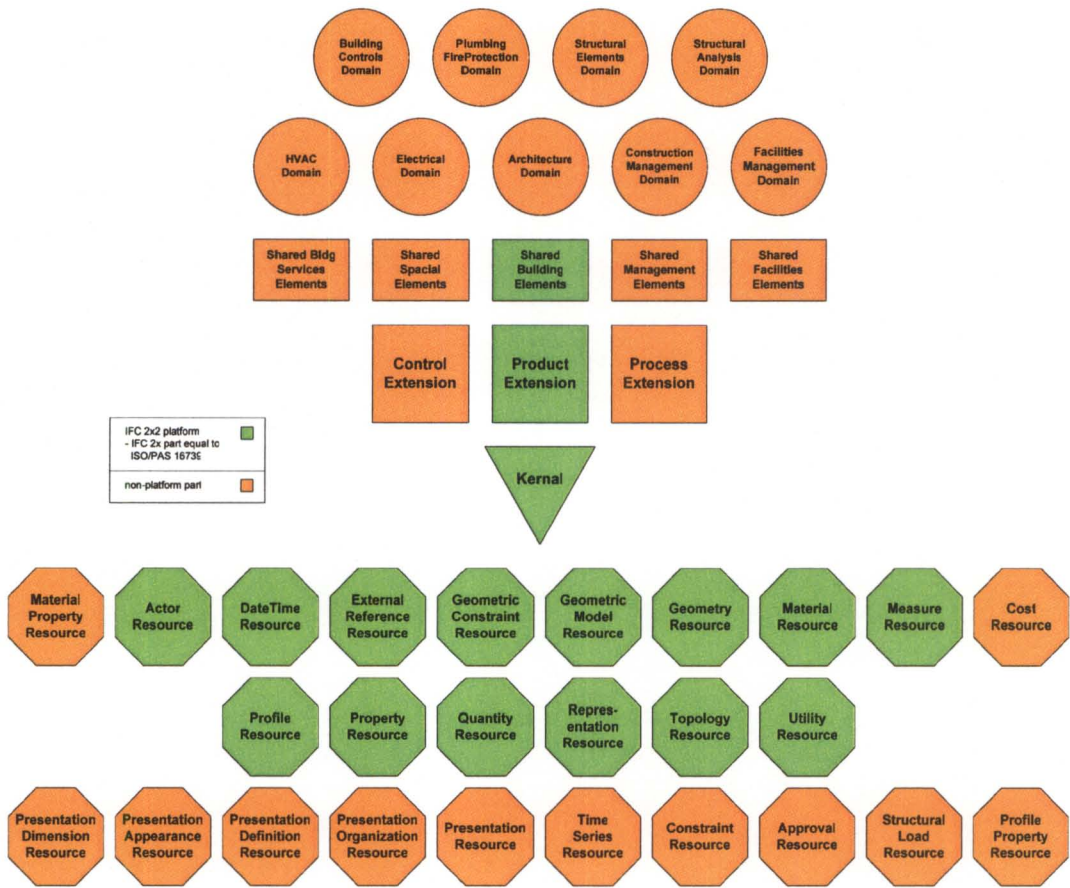 Building
Controls
Domain
Plumbing
FireProtection
Domain
Structural
Elements
Domain
Structural
Analysis
Domain
HVAC
Domain
Electrical
Domain
Architecture
Domain
Construction
Management
Domain
Facilities
Management
Domain
Shared Bldg
Services
Elements
Shared
Spacial
Elements
Shared
Building
Elements
Shared
Management
Elements
Shared
Facilities
Elements
Control
Extension
Product
Extension
Process
Extension
IFC 2x2 platform
- IFC 2x part equal to
ISO/PAS 16739
non-platform part
Kernal
Material
Property
Resource
Actor
Resource
DateTime
Resource
External
Reference
Resource
Geometric
Constraint
Resource
Geometric
Model
Resource
Geometry
Resource
Material
Resource
Measure
Resource
Cost
Resource
Profile
Resource
Property
Resource
Quantity
Resource
Repres-
entation
Resource
Topology
Resource
Utility
Resource
Presentation
Dimension
Resource
Presentation
Appearance
Resource
Presentation
Definition
Resource
Presentation
Organization
Resource
Presentation
Resource
Time
Series
Resource
Constraint
Resource
Approval
Resource
Structural
Load
Resource
Profile
Property
Resource